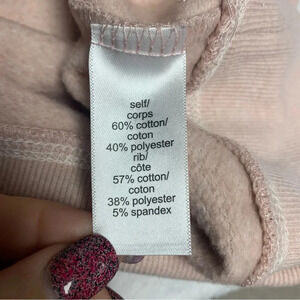 self/
corps
60% cotton/
coton
40% polyester
rib/
côte
57% cotton/
coton
38% polyester
5% spandex